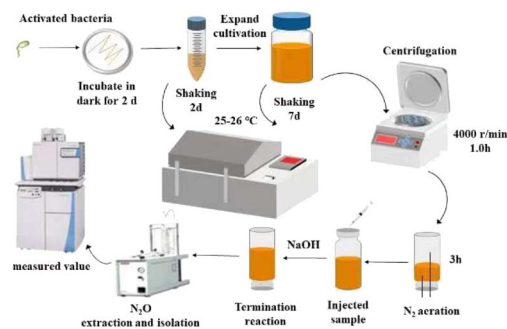 Activated bacteria
Expand
cultivation
Incubate in
dark for 2 d
Shaking
2d
Shaking
7d
25-26 ℃
Centrifugation
4000 r/min
1.0h
3h
N₂ aeration
Injected
sample
NaOH
Termination
reaction
N₂O
extraction and isolation
measured value